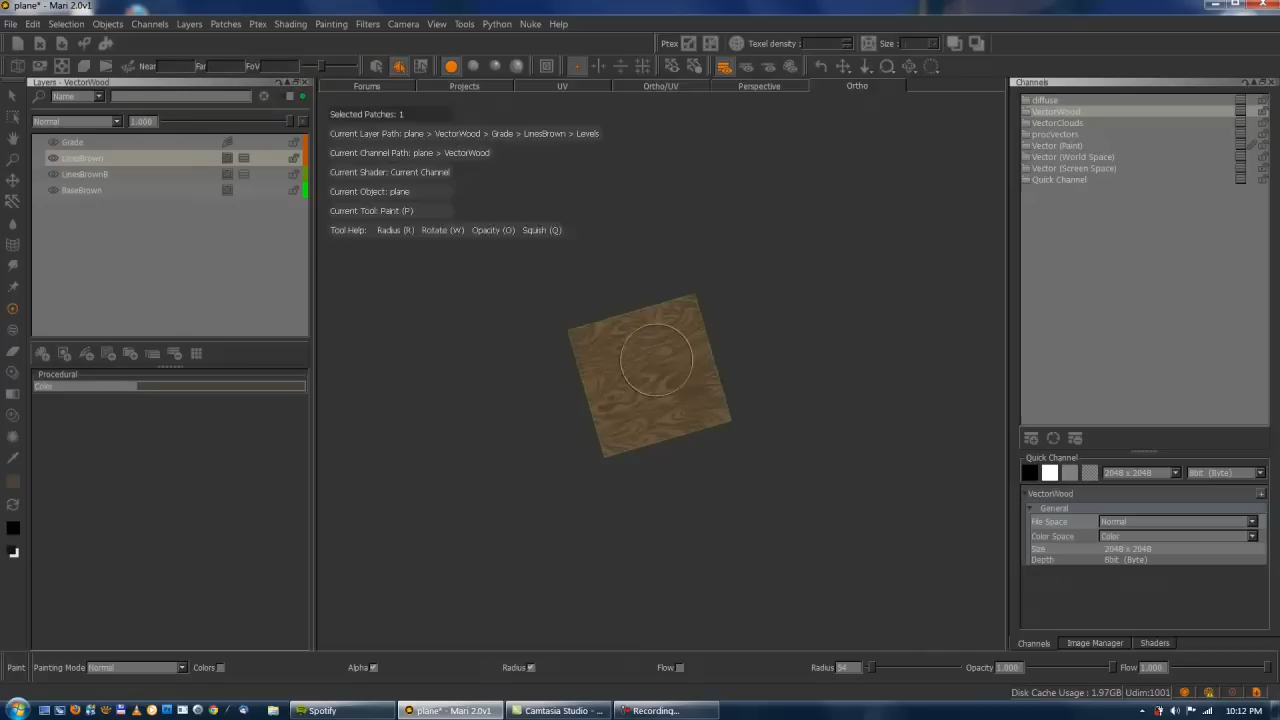 plane* - Mari 2.0v1
File Edit Selection Objects Channels Layers Patches Ptex Shading Painting Filters Camera View Tools Python Nuke Help
Ptex Texel density: Size :
Near Far FoV
Layers - VectorWood
Channels
Forums Projects UV Ortho/UV Perspective Ortho
Name
Normal 1.000
Grade
LinesBrown
LinesBrownB
BaseBrown
Procedural
Color
Selected Patches: 1
Current Layer Path: plane > VectorWood > Grade > LinesBrown > Levels
Current Channel Path: plane > VectorWood
Current Shader: Current Channel
Current Object: plane
Current Tool: Paint (P)
Tool Help: Radius (R) Rotate (W) Opacity (O) Squish (Q)
diffuse
VectorWood
VectorClouds
procVectors
Vector (Paint)
Vector (World Space)
Vector (Screen Space)
Quick Channel
Quick Channel
2048 x 2048 8bit (Byte)
VectorWood
General
File Space Normal
Color Space Color
Size 2048 x 2048
Depth 8bit (Byte)
Channels Image Manager Shaders
Paint Painting Mode Normal Colors Alpha Radius Flow Radius 54 Opacity 1.000 Flow 1.000
Disk Cache Usage : 1.97GB Udim:1001
Spotify plane* - Mari 2.0v1 Camtasia Studio - ... Recording... 10:12 PM